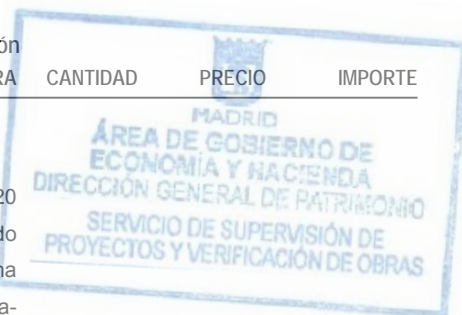 ón
RA CANTIDAD PRECIO IMPORTE
MADRID
ÁREA DE GOBIERNO DE
ECONOMÍA Y HACIENDA
DIRECCIÓN GENERAL DE PATRIMONIO
20
SERVICIO DE SUPERVISIÓN DE
do
PROYECTOS Y VERIFICACIÓN DE OBRAS
na
a-